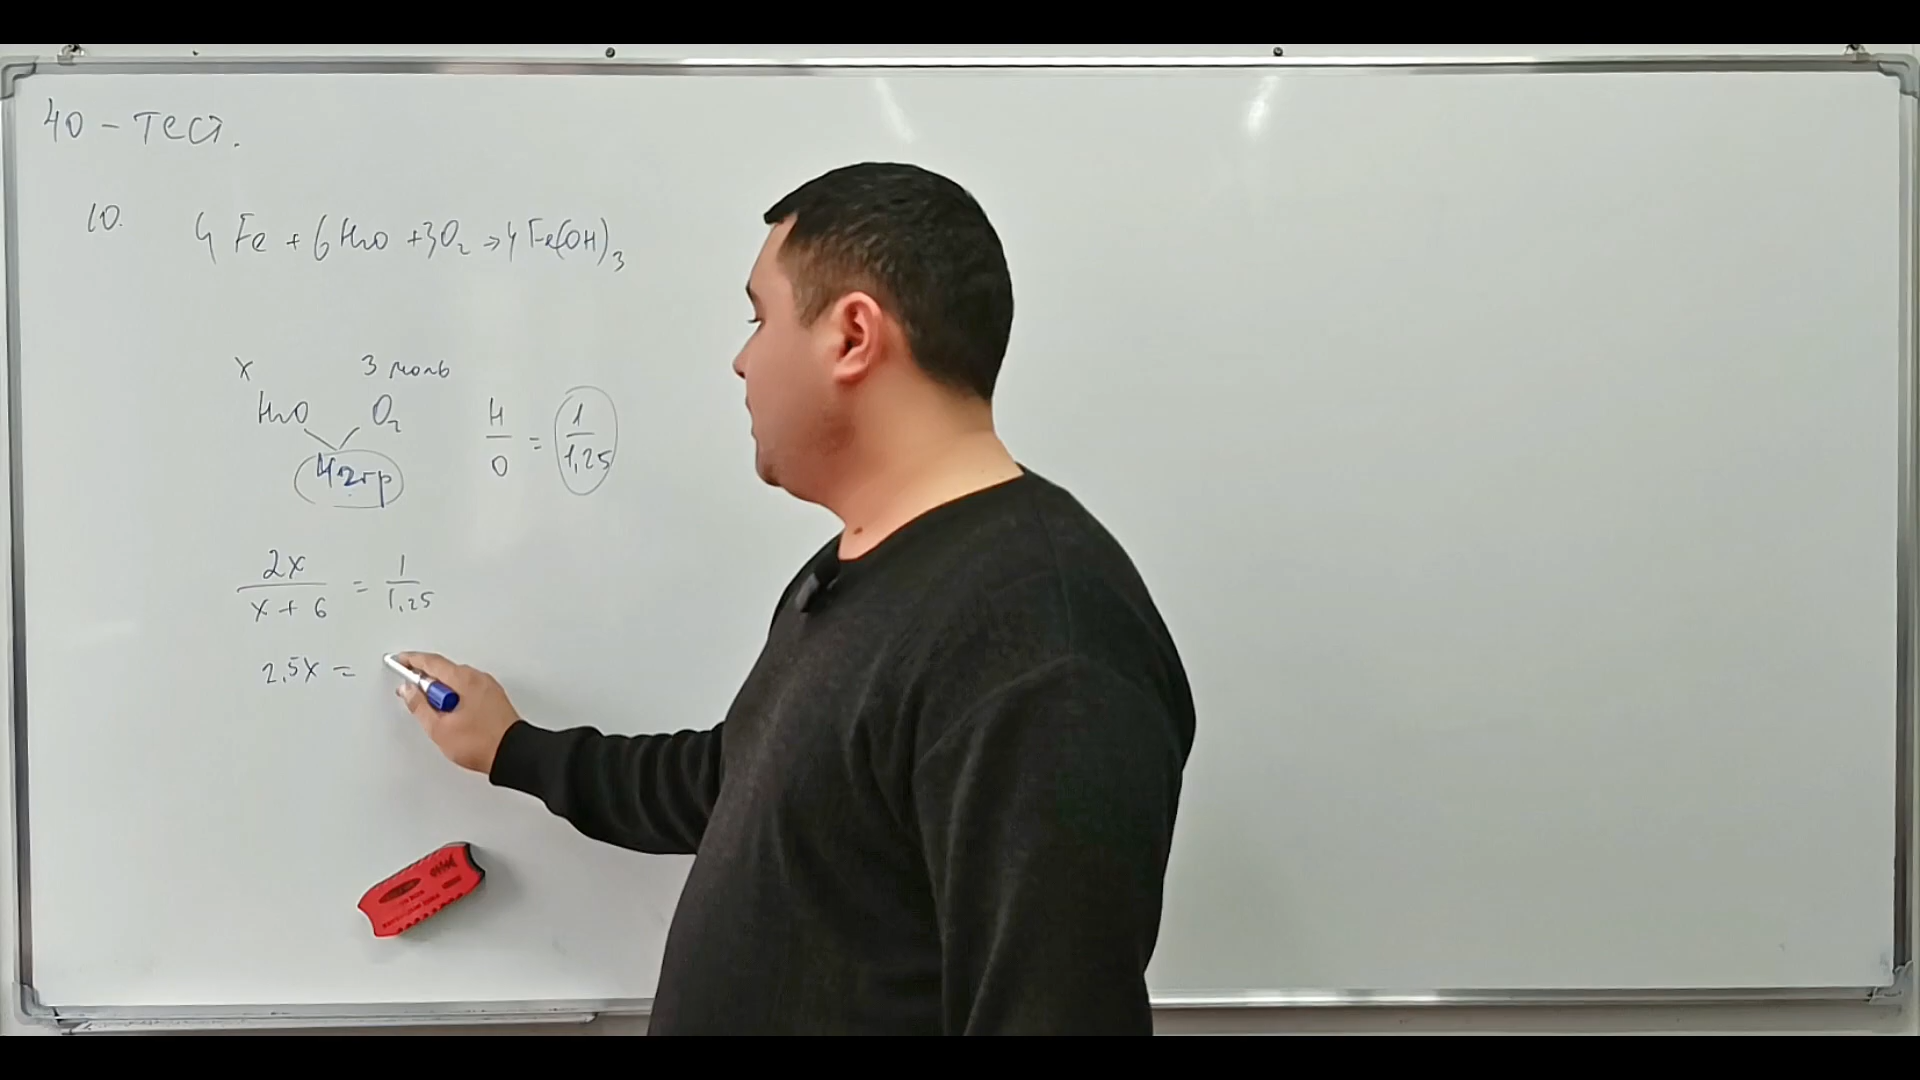 40 - тест.
10. 4 Fe + 6 H₂O + 3O₂ → 4 Fe(OH)₃
x 3 моль
H₂O O₂ H/O = 1/1,25
42гр
2x/(x + 6) = 1/1,25
2,5x =